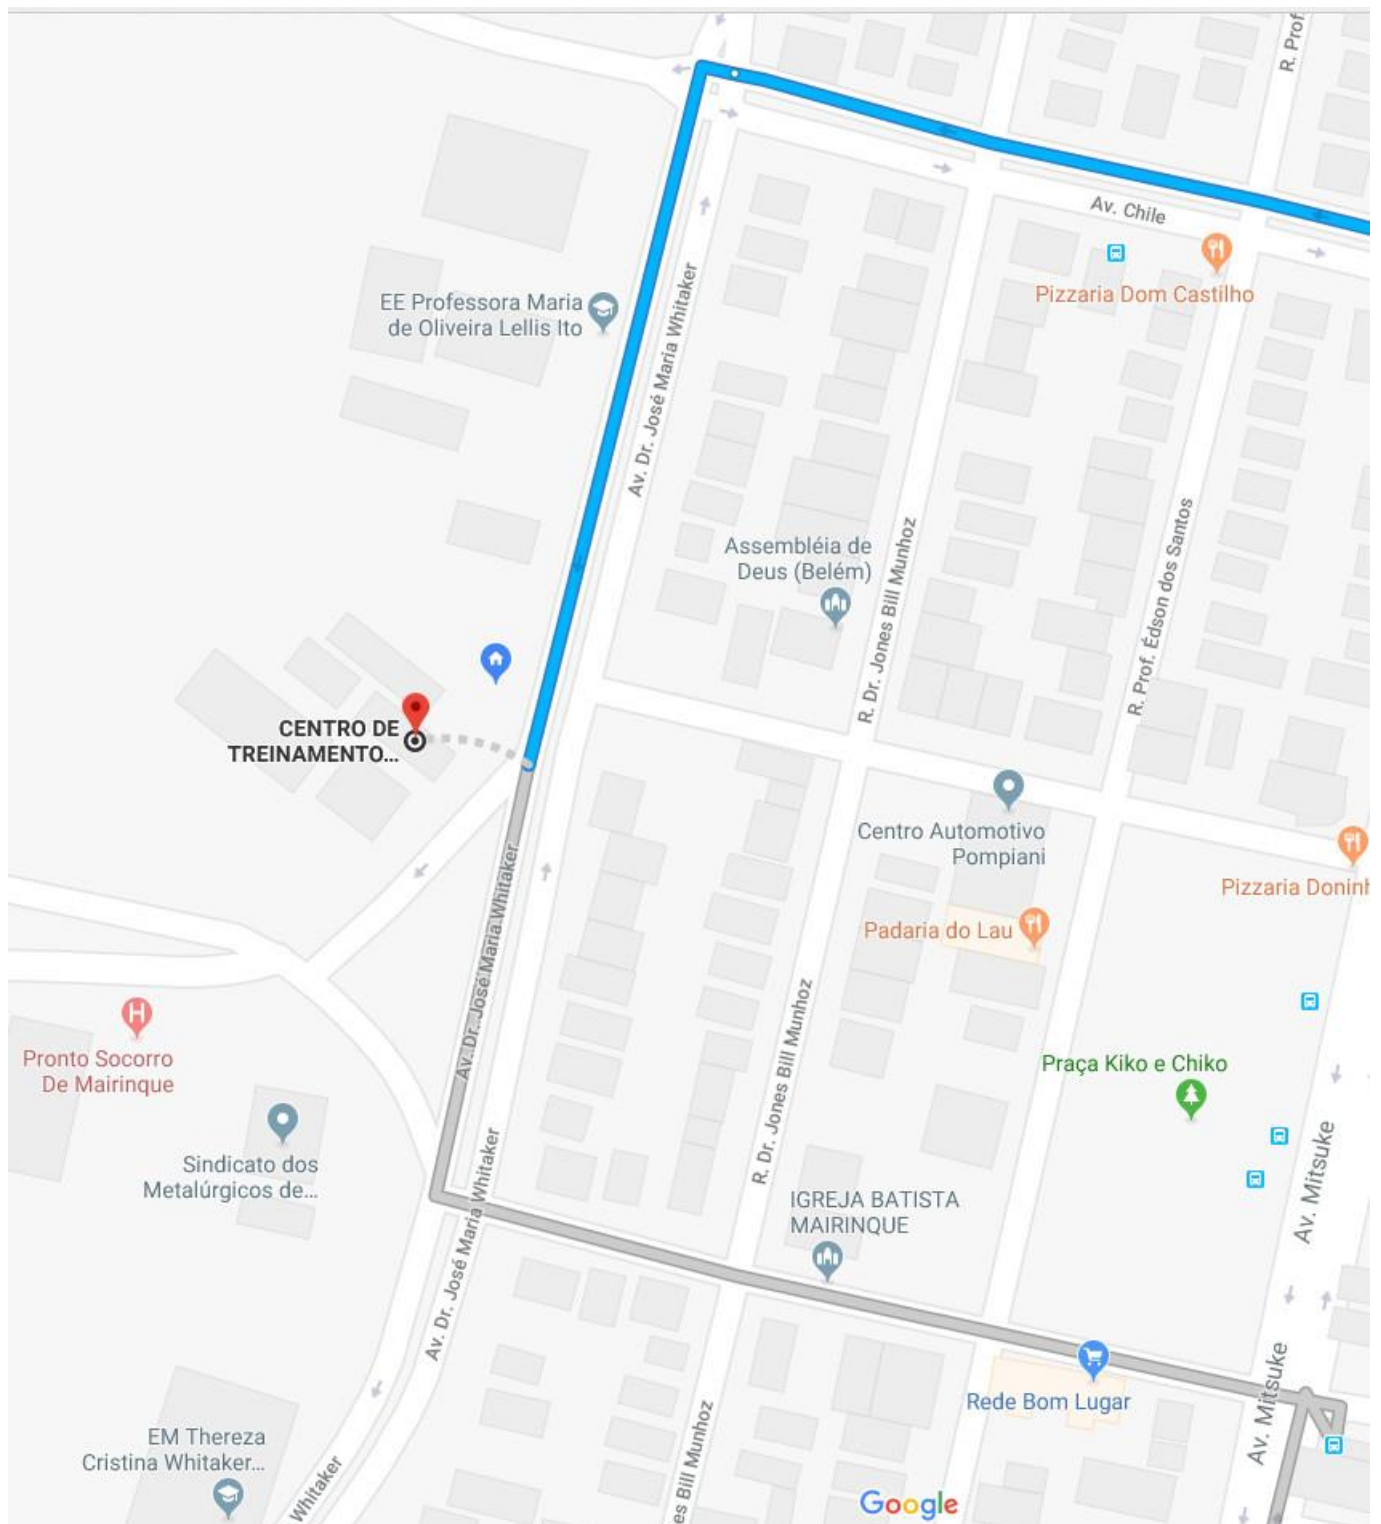 R. Prof.
Av. Chile
Pizzaria Dom Castilho
EE Professora Maria
de Oliveira Lellis Ito
Av. Dr. José Maria Whitaker
Assembléia de
Deus (Belém)
R. Dr. Jones Bill Munhoz
R. Prof. Édson dos Santos
CENTRO DE
TREINAMENTO...
Centro Automotivo
Pompiani
Pizzaria Doninh
Padaria do Lau
Av. Dr. José Maria Whitaker
R. Dr. Jones Bill Munhoz
H
Pronto Socorro
De Mairinque
Praça Kiko e Chiko
Sindicato dos
Metalúrgicos de...
Av. Mitsuke
IGREJA BATISTA
MAIRINQUE
Av. Dr. José Maria Whitaker
Rede Bom Lugar
Av. Mitsuke
EM Thereza
Cristina Whitaker...
Whitaker
es Bill Munhoz
Google